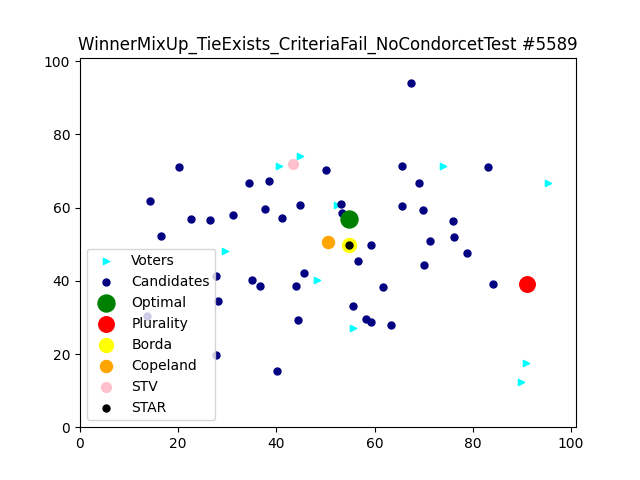 WinnerMixUp_TieExists_CriteriaFail_NoCondorcetTest #5589
100
80
60
40
20
0
Voters
Candidates
Optimal
Plurality
Borda
Copeland
STV
STAR
0 20 40 60 80 100